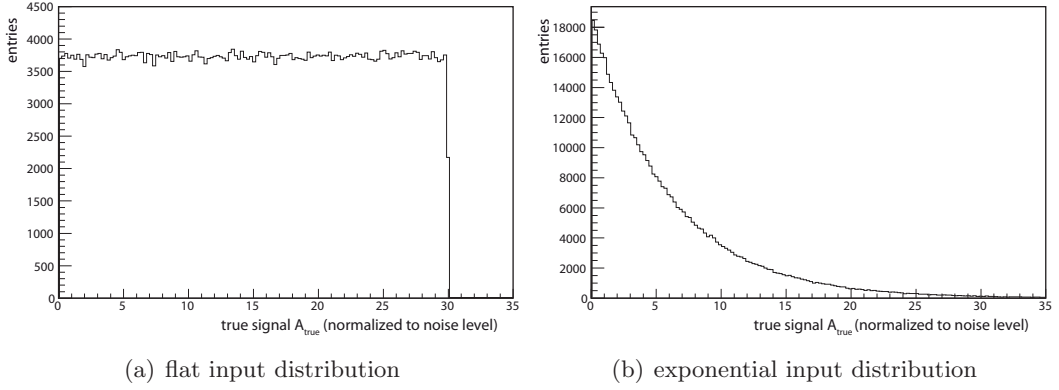 entries
4500
4000
3500
3000
2500
2000
1500
1000
500
0
0 5 10 15 20 25 30 35
true signal A_true (normalized to noise level)
(a) flat input distribution
entries
18000
16000
14000
12000
10000
8000
6000
4000
2000
0
0 5 10 15 20 25 30 35
true signal A_true (normalized to noise level)
(b) exponential input distribution